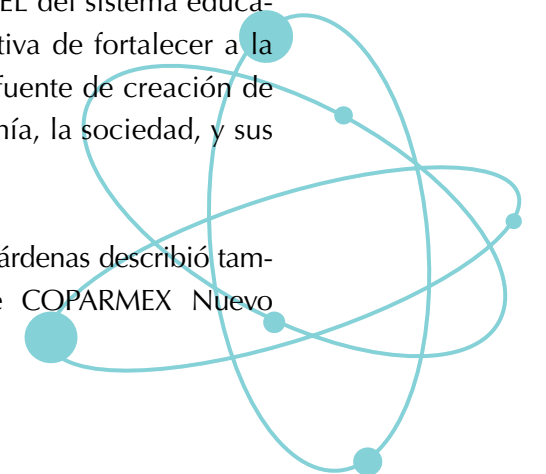 EL del sistema educa-
tiva de fortalecer a la
fuente de creación de
nía, la sociedad, y sus
árdenas describió tam-
e COPARMEX Nuevo